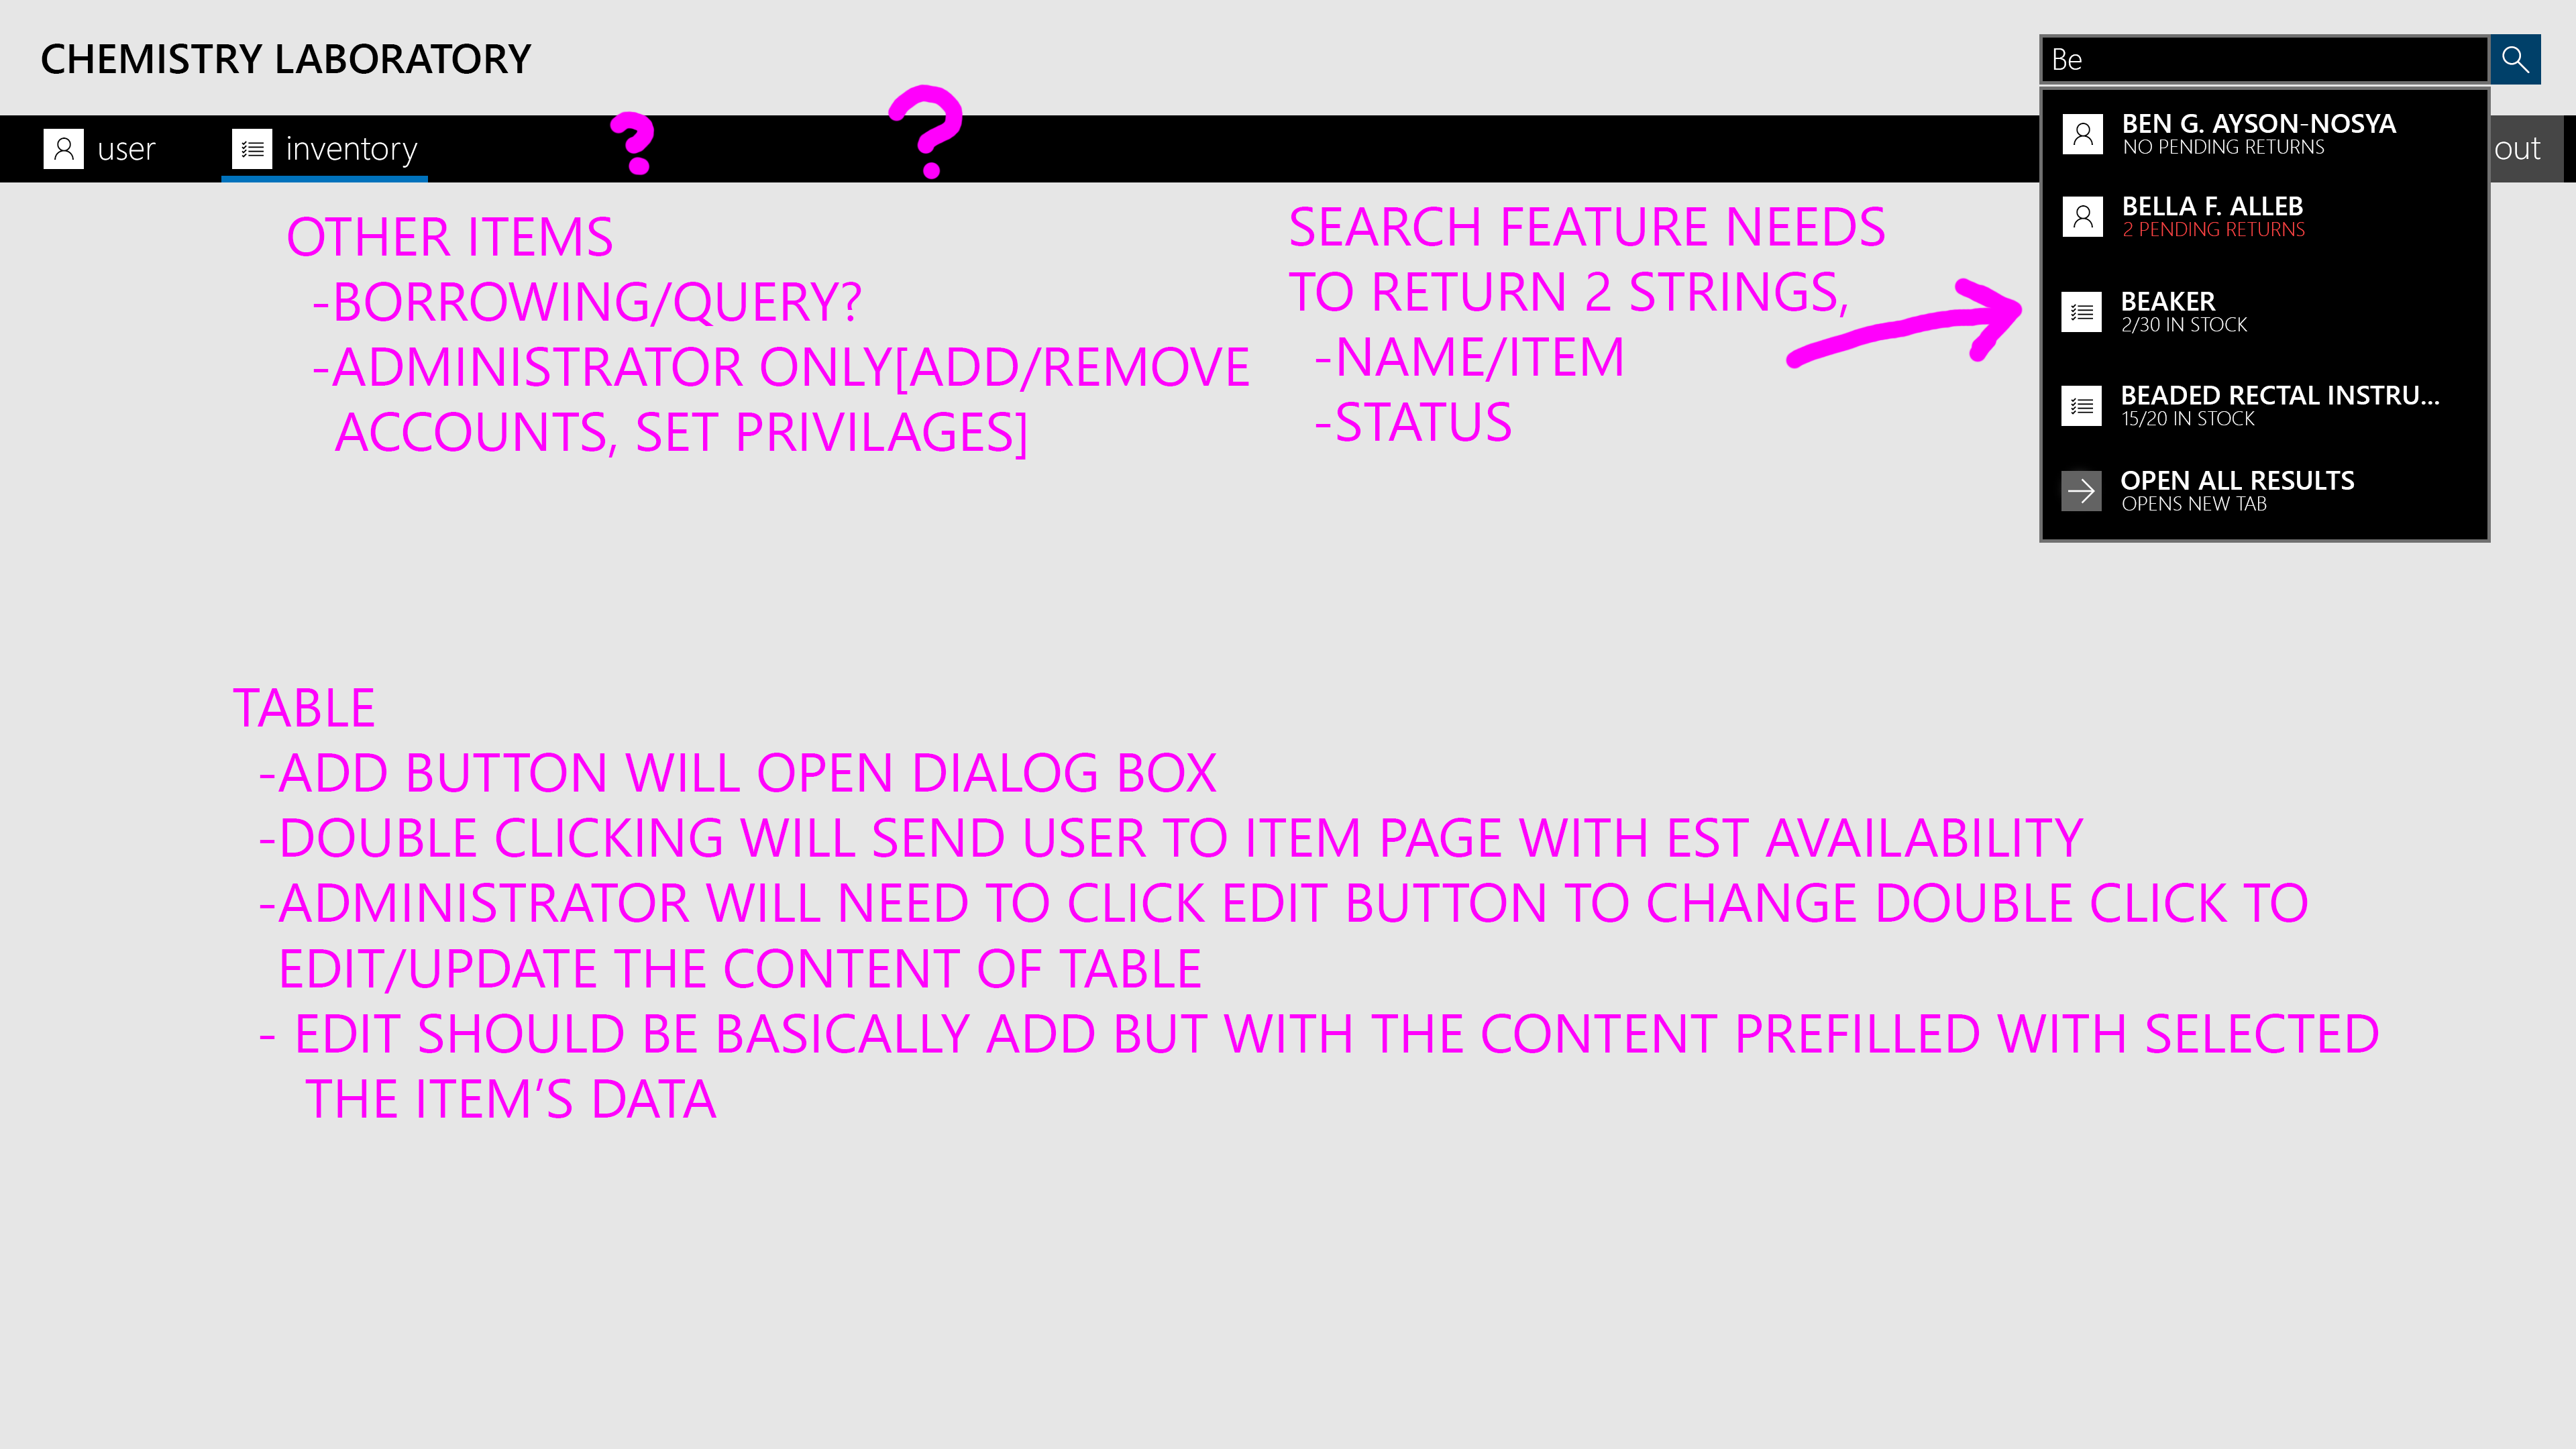 CHEMISTRY LABORATORY
Be
user
inventory
?
?
out
BEN G. AYSON-NOSYA
NO PENDING RETURNS
BELLA F. ALLEB
2 PENDING RETURNS
BEAKER
2/30 IN STOCK
BEADED RECTAL INSTRU...
15/20 IN STOCK
OPEN ALL RESULTS
OPENS NEW TAB
OTHER ITEMS
-BORROWING/QUERY?
-ADMINISTRATOR ONLY[ADD/REMOVE
ACCOUNTS, SET PRIVILAGES]
SEARCH FEATURE NEEDS
TO RETURN 2 STRINGS,
-NAME/ITEM
-STATUS
TABLE
-ADD BUTTON WILL OPEN DIALOG BOX
-DOUBLE CLICKING WILL SEND USER TO ITEM PAGE WITH EST AVAILABILITY
-ADMINISTRATOR WILL NEED TO CLICK EDIT BUTTON TO CHANGE DOUBLE CLICK TO
EDIT/UPDATE THE CONTENT OF TABLE
- EDIT SHOULD BE BASICALLY ADD BUT WITH THE CONTENT PREFILLED WITH SELECTED
THE ITEM'S DATA